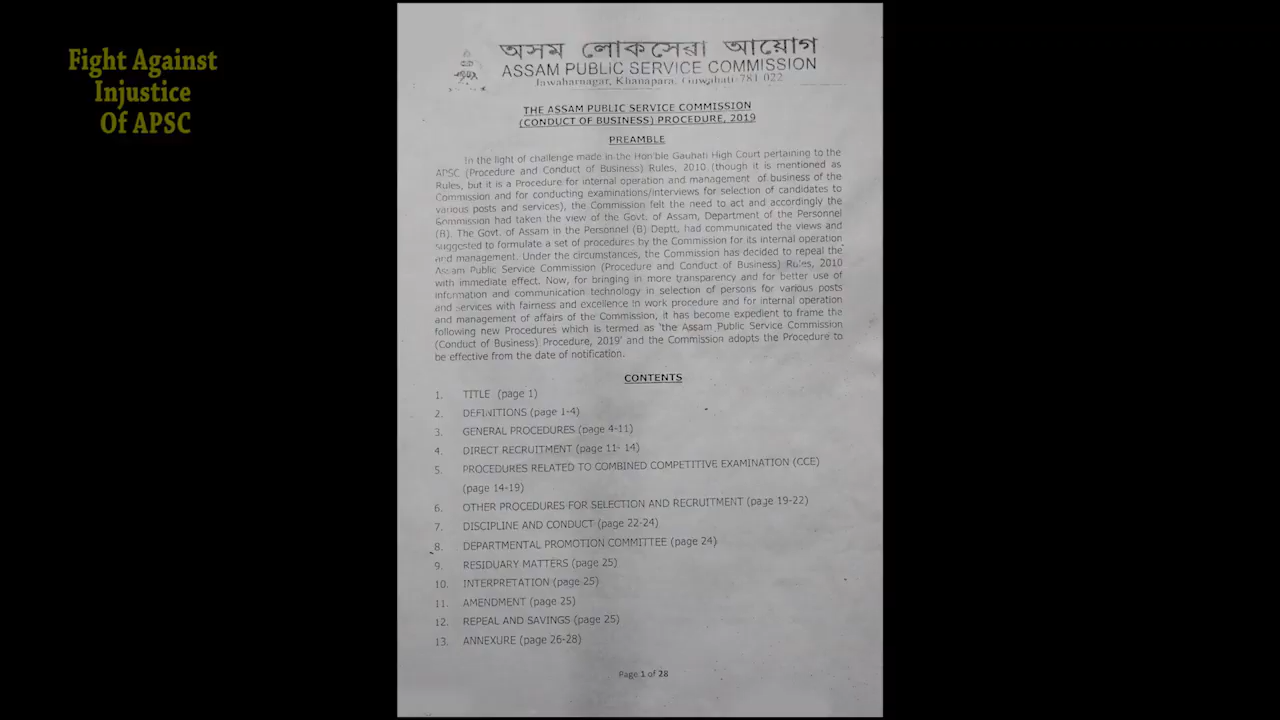 Fight Against
Injustice
Of APSC
অসম লোকসেৱা আয়োগ
ASSAM PUBLIC SERVICE COMMISSION
Jawaharnagar, Khanapara, Guwahati-781 022
THE ASSAM PUBLIC SERVICE COMMISSION
(CONDUCT OF BUSINESS) PROCEDURE, 2019
PREAMBLE
In the light of challenge made in the Hon'ble Gauhati High Court pertaining to the
APSC (Procedure and Conduct of Business) Rules, 2010 (though it is mentioned as
Rules, but it is a Procedure for internal operation and management of business of the
Commission and for conducting examinations/interviews for selection of candidates to
various posts and services), the Commission felt the need to act and accordingly the
Commission had taken the view of the Govt. of Assam, Department of the Personnel
(B). The Govt. of Assam in the Personnel (B) Deptt. had communicated the views and
suggested to formulate a set of procedures by the Commission for its internal operation
and management. Under the circumstances, the Commission has decided to repeal the
Assam Public Service Commission (Procedure and Conduct of Business) Rules, 2010
with immediate effect. Now, for bringing in more transparency and for better use of
information and communication technology in selection of persons for various posts
and services with fairness and excellence in work procedure and for internal operation
and management of affairs of the Commission, it has become expedient to frame the
following new Procedures which is termed as 'the Assam Public Service Commission
(Conduct of Business) Procedure, 2019' and the Commission adopts the Procedure to
be effective from the date of notification.
CONTENTS
1. TITLE (page 1)
2. DEFINITIONS (page 1-4)
3. GENERAL PROCEDURES (page 4-11)
4. DIRECT RECRUITMENT (page 11- 14)
5. PROCEDURES RELATED TO COMBINED COMPETITIVE EXAMINATION (CCE)
(page 14-19)
6. OTHER PROCEDURES FOR SELECTION AND RECRUITMENT (page 19-22)
7. DISCIPLINE AND CONDUCT (page 22-24)
8. DEPARTMENTAL PROMOTION COMMITTEE (page 24)
9. RESIDUARY MATTERS (page 25)
10. INTERPRETATION (page 25)
11. AMENDMENT (page 25)
12. REPEAL AND SAVINGS (page 25)
13. ANNEXURE (page 26-28)
Page 1 of 28